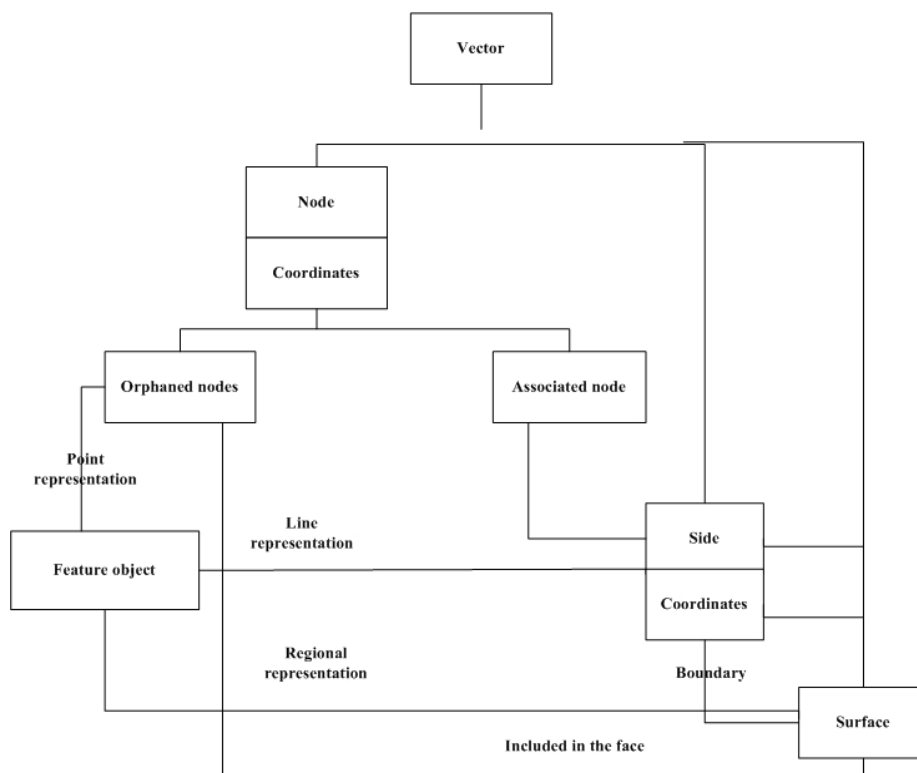 Vector
Node
Coordinates
Orphaned nodes
Associated node
Point
representation
Line
representation
Side
Feature object
Coordinates
Regional
representation
Boundary
Surface
Included in the face